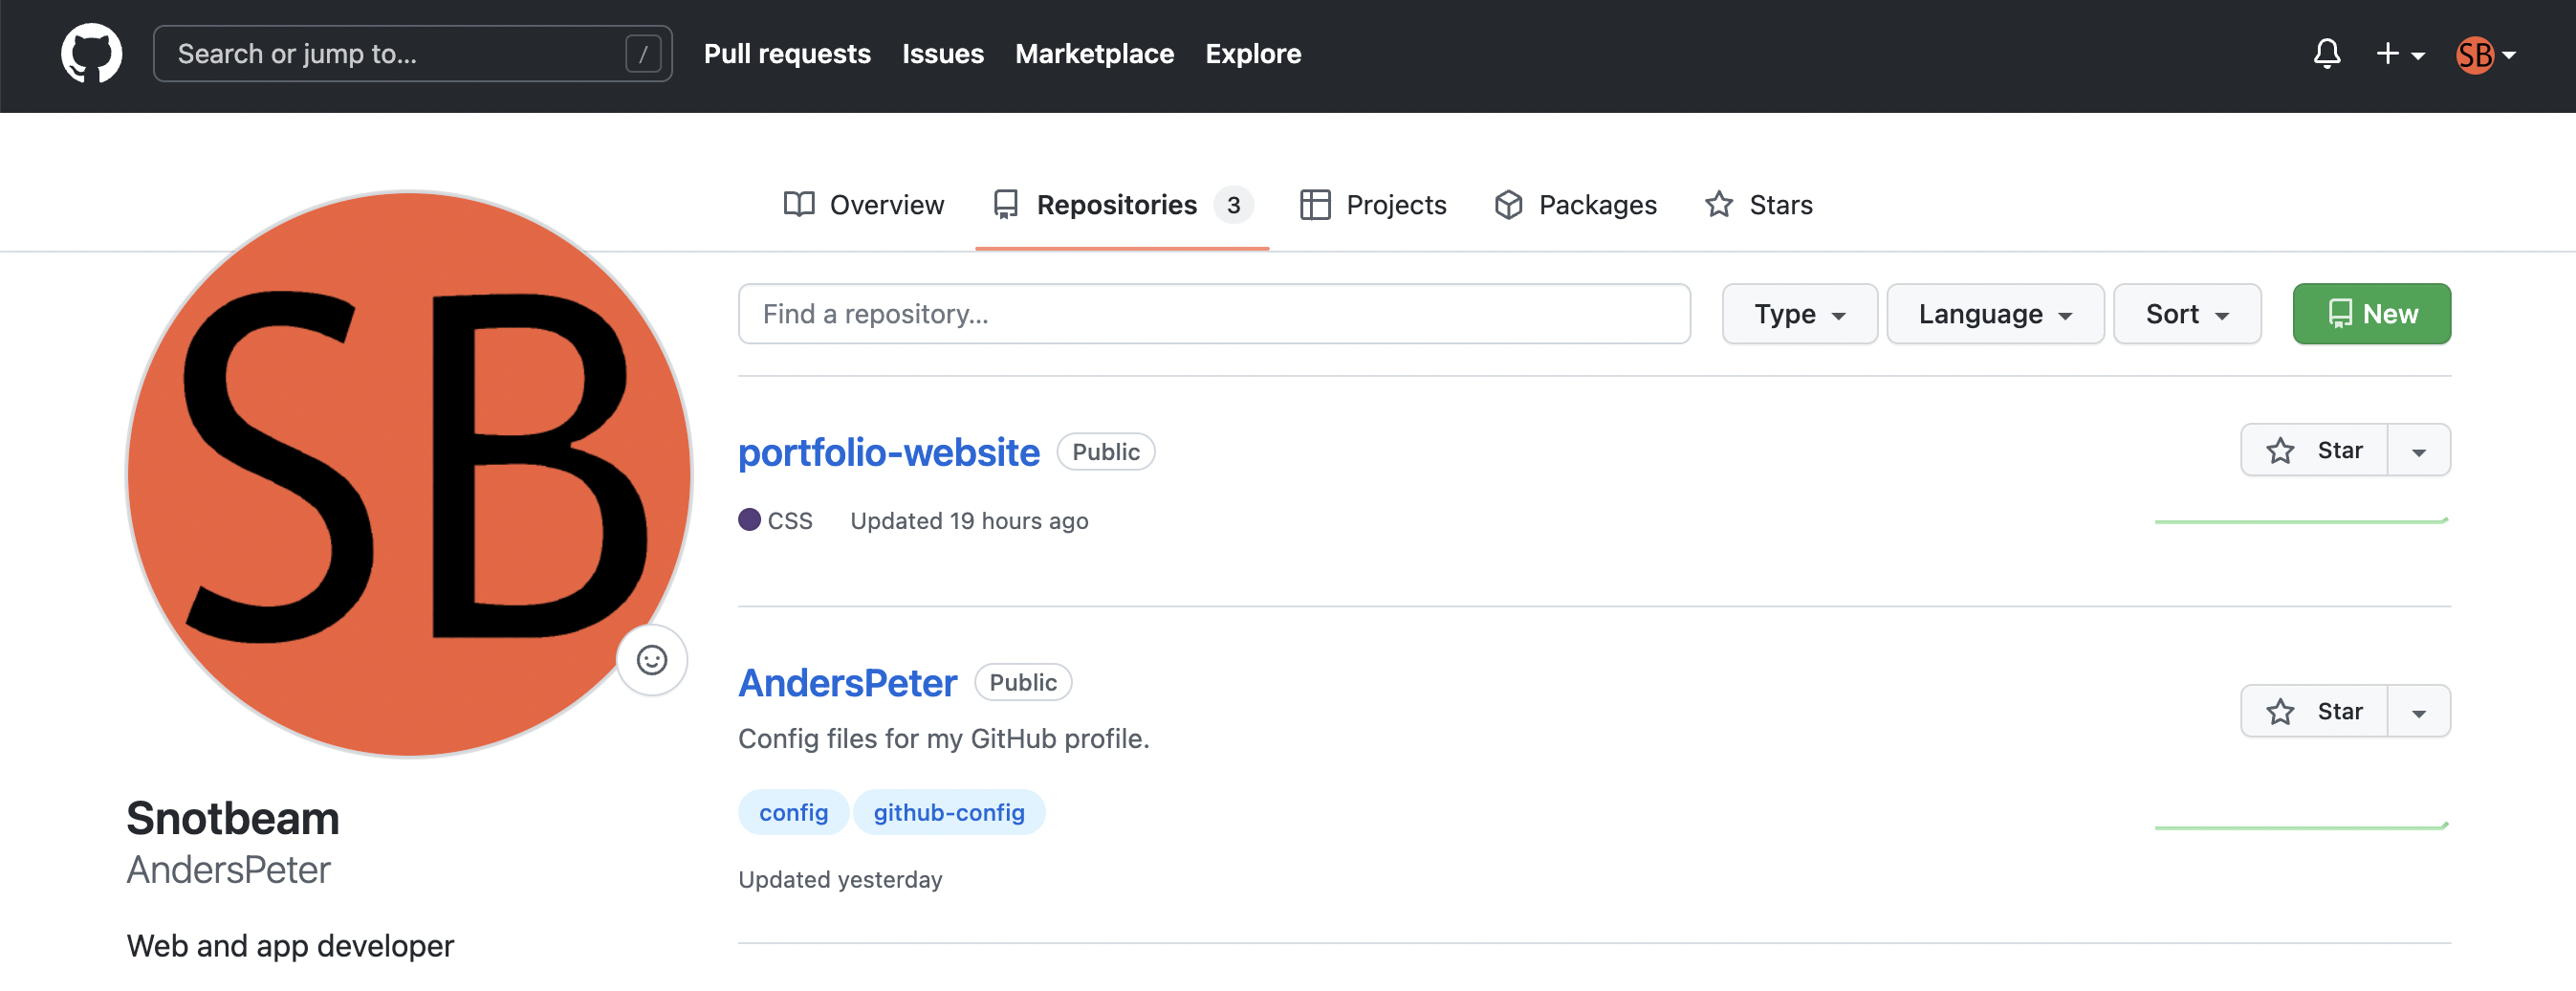 Search or jump to... / Pull requests Issues Marketplace Explore SB
Overview Repositories 3 Projects Packages Stars
SB
Find a repository... Type Language Sort New
portfolio-website Public Star
CSS Updated 19 hours ago
AndersPeter Public Star
Config files for my GitHub profile.
config github-config
Updated yesterday
Snotbeam
AndersPeter
Web and app developer